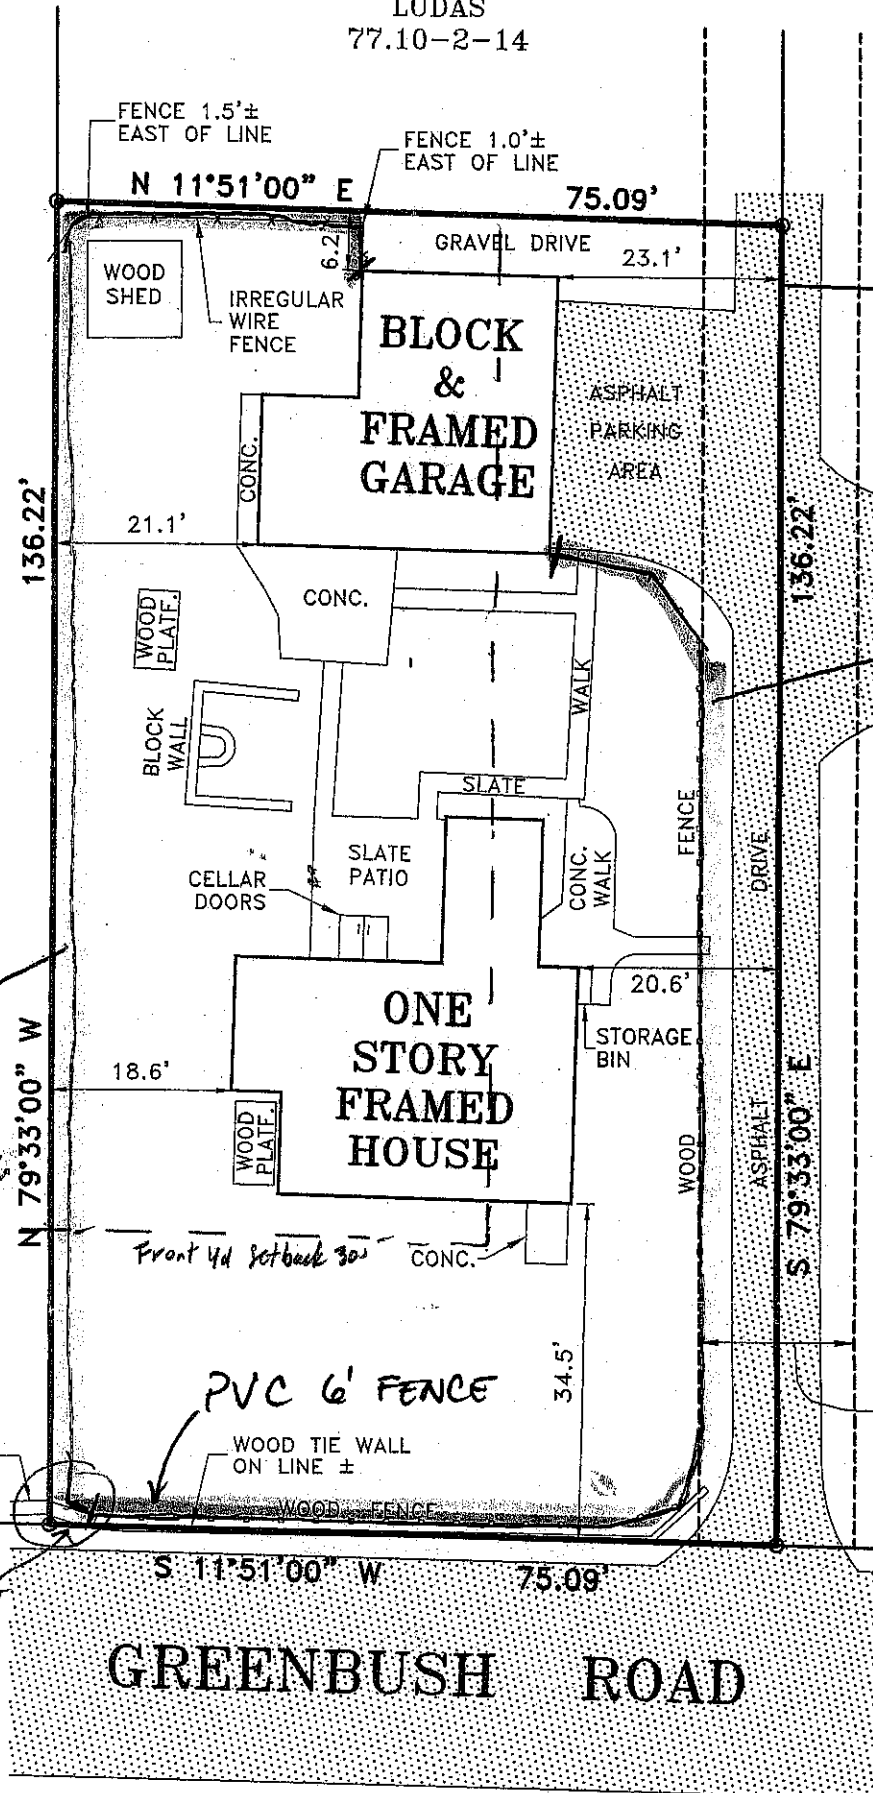 LUDAS
77.10-2-14
FENCE 1.5'±
EAST OF LINE
FENCE 1.0'±
EAST OF LINE
N 11°51'00" E
75.09'
GRAVEL DRIVE
6.2
23.1'
WOOD
SHED
IRREGULAR
WIRE
FENCE
BLOCK
&
FRAMED
GARAGE
ASPHALT
PARKING
AREA
CONC.
136.22'
21.1'
136.22'
CONC.
WOOD
PLATF.
WALK
BLOCK
WALL
SLATE
FENCE
DRIVE
SLATE
PATIO
CONC.
WALK
CELLAR
DOORS
20.6'
ONE
STORY
FRAMED
HOUSE
STORAGE
BIN
18.6'
N 79°33'00" W
S 79°33'00" E
WOOD
PLATF.
WOOD
ASPHALT
Front Yd Setback 30'
CONC.
34.5'
PVC 6' FENCE
WOOD TIE WALL
ON LINE ±
WOOD FENCE
S 11°51'00" W
75.09'
GREENBUSH ROAD